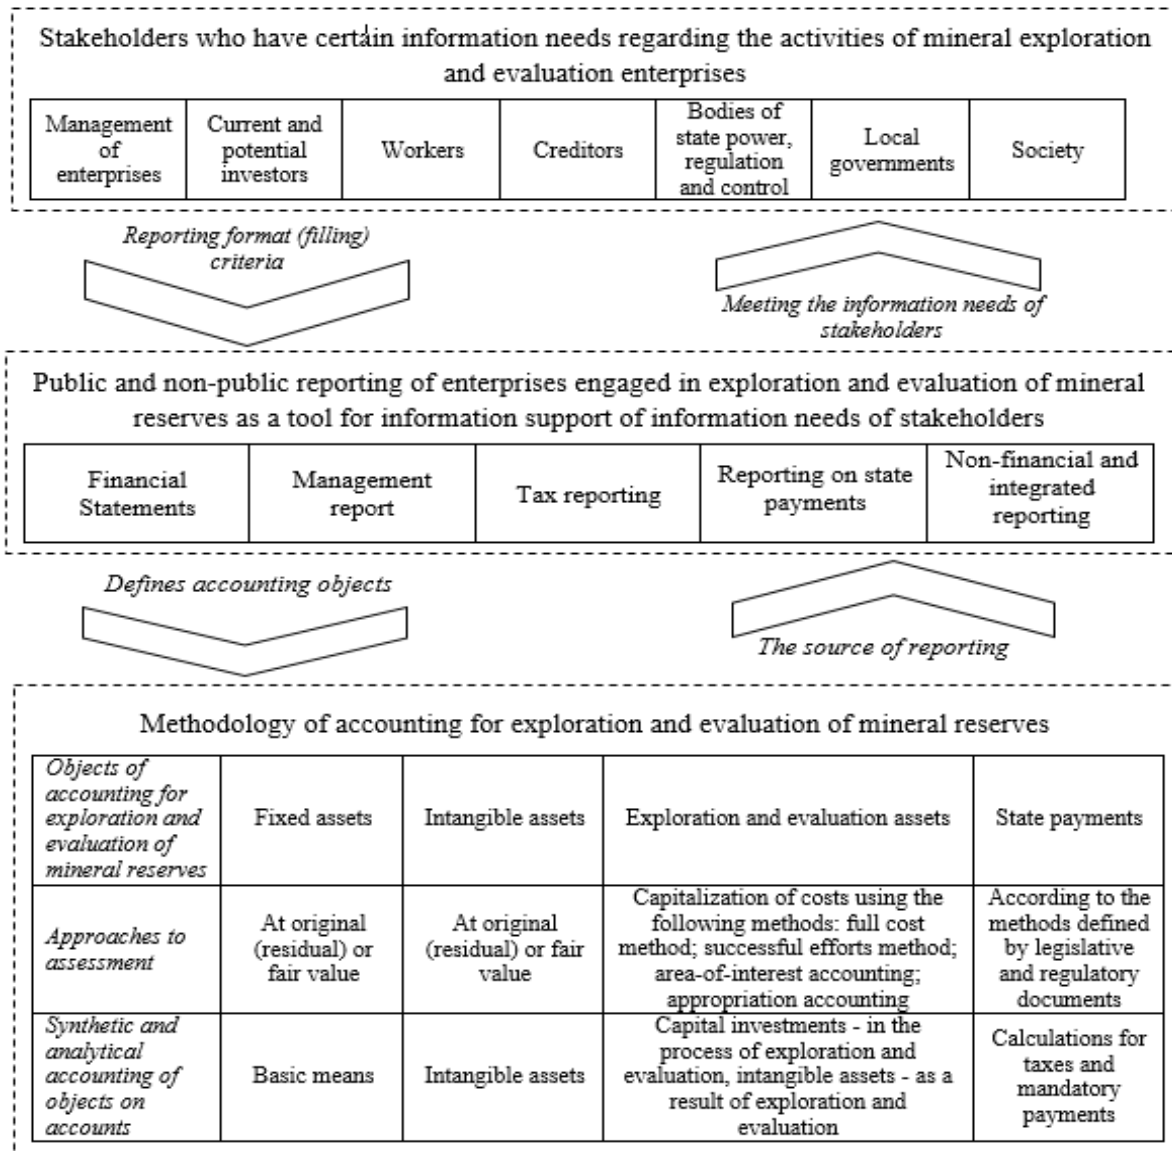 Stakeholders who have certain information needs regarding the activities of mineral exploration
and evaluation enterprises
Management
of
enterprises
Current and
potential
investors
Workers
Creditors
Bodies of
state power,
regulation
and control
Local
governments
Society
Reporting format (filling)
criteria
Meeting the information needs of
stakeholders
Public and non-public reporting of enterprises engaged in exploration and evaluation of mineral
reserves as a tool for information support of information needs of stakeholders
Financial
Statements
Management
report
Tax reporting
Reporting on state
payments
Non-financial and
integrated
reporting
Defines accounting objects
The source of reporting
Methodology of accounting for exploration and evaluation of mineral reserves
Objects of
accounting for
exploration and
evaluation of
mineral reserves
Fixed assets
Intangible assets
Exploration and evaluation assets
State payments
Approaches to
assessment
At original
(residual) or
fair value
At original
(residual) or fair
value
Capitalization of costs using the
following methods: full cost
method; successful efforts method;
area-of-interest accounting;
appropriation accounting
According to the
methods defined
by legislative
and regulatory
documents
Synthetic and
analytical
accounting of
objects on
accounts
Basic means
Intangible assets
Capital investments - in the
process of exploration and
evaluation, intangible assets - as a
result of exploration and
evaluation
Calculations for
taxes and
mandatory
payments